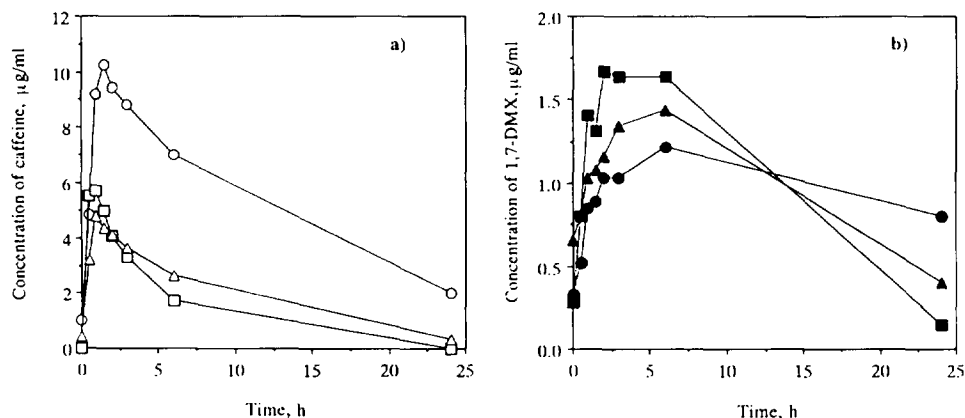 a)
Concentration of caffeine, µg/ml
12
10
8
6
4
2
0
0 5 10 15 20 25
Time, h
b)
Concentration of 1,7-DMX, µg/ml
2.0
1.5
1.0
0.5
0.0
0 5 10 15 20 25
Time, h